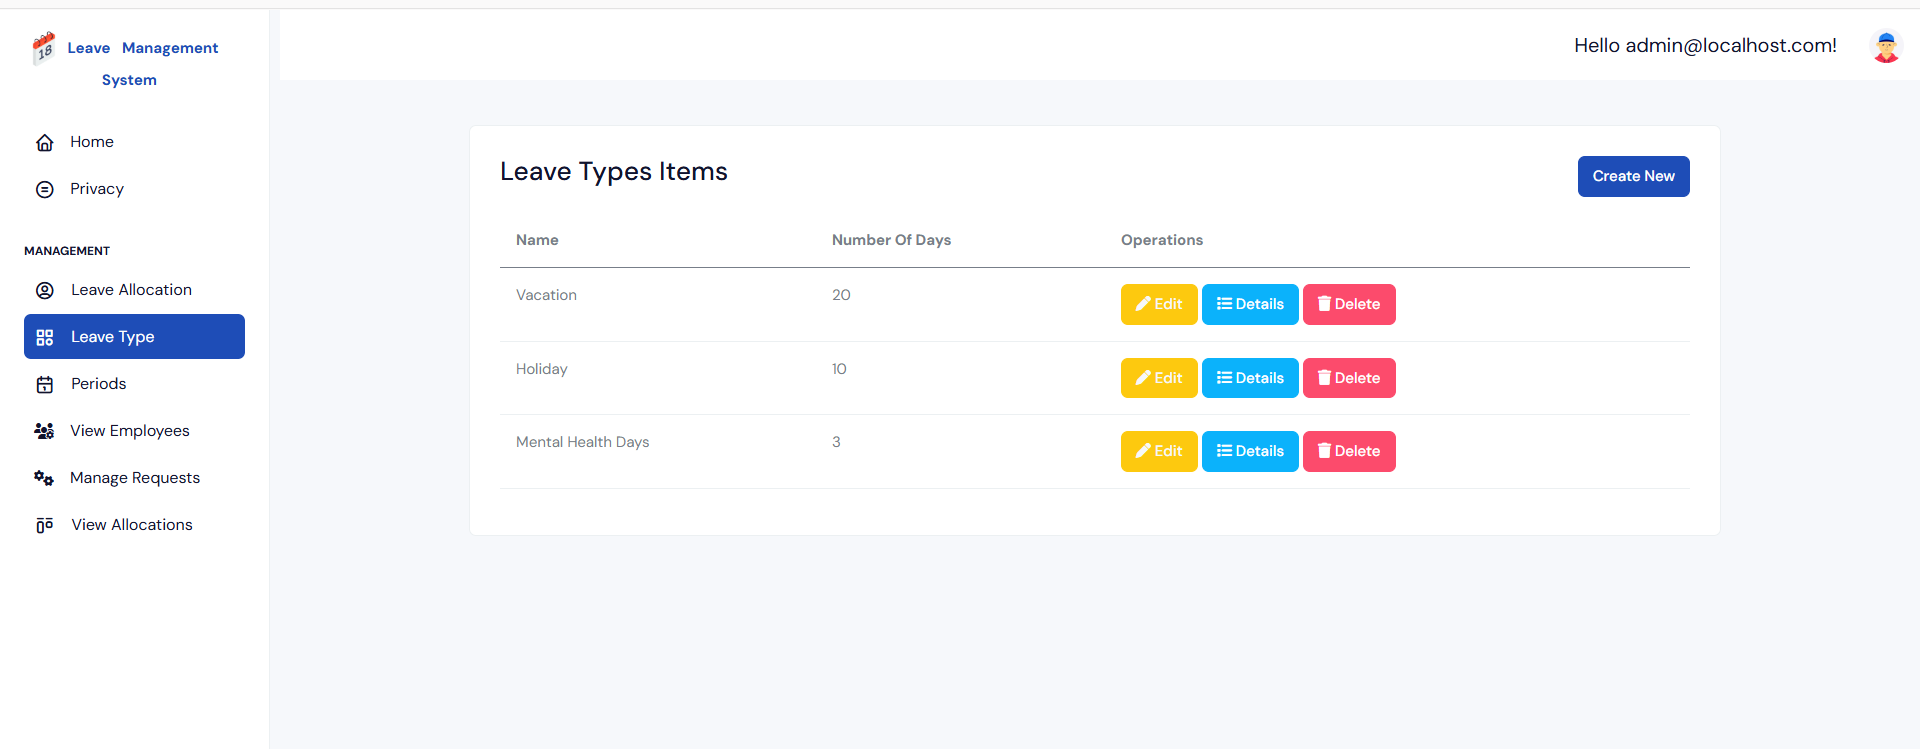 Leave Management
System
Hello admin@localhost.com!
Home
Privacy
MANAGEMENT
Leave Allocation
Leave Type
Periods
View Employees
Manage Requests
View Allocations
Leave Types Items
Create New
Name Number Of Days Operations
Vacation 20 Edit Details Delete
Holiday 10 Edit Details Delete
Mental Health Days 3 Edit Details Delete